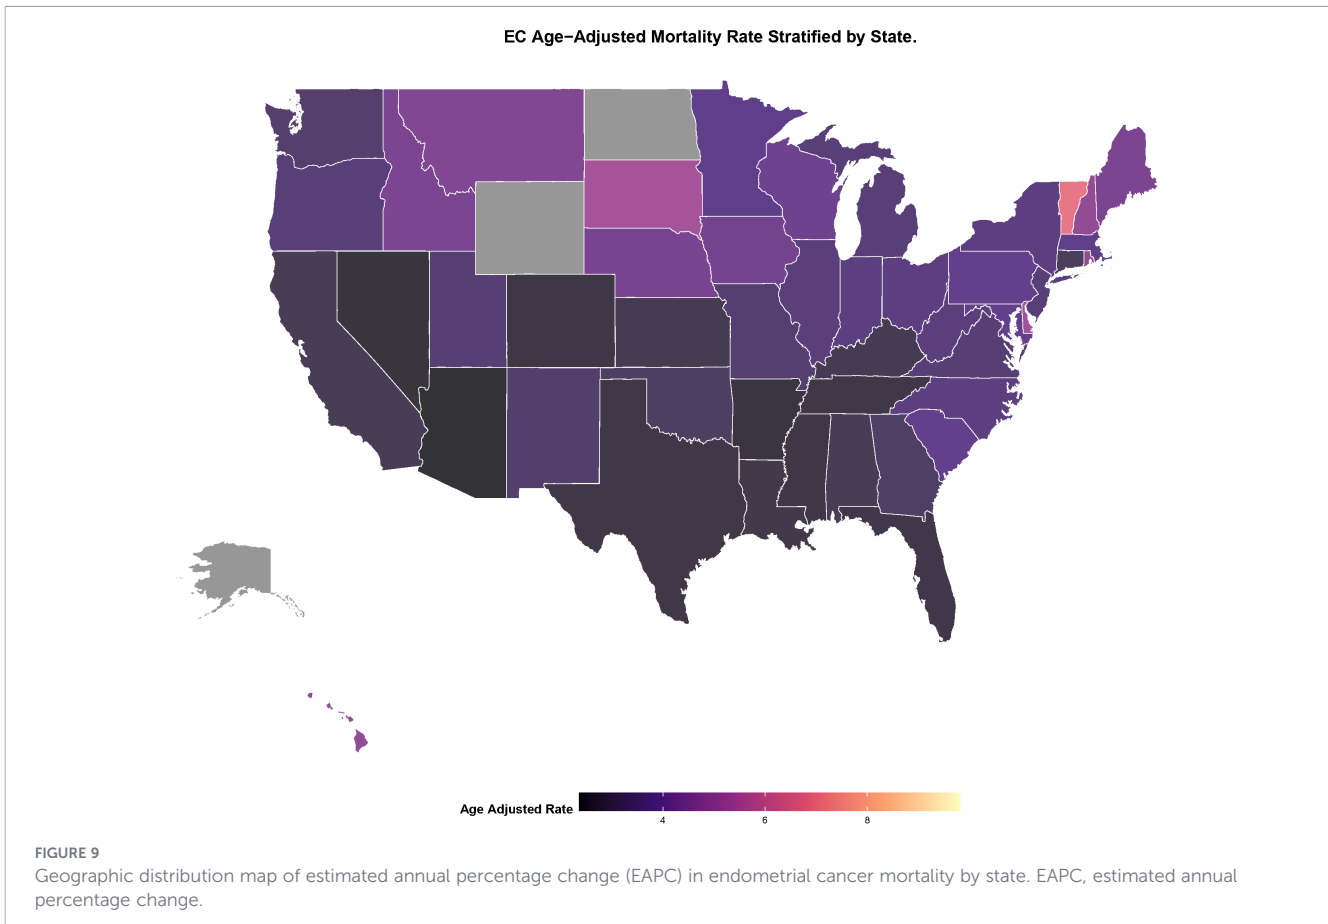 EC Age−Adjusted Mortality Rate Stratified by State.
Age Adjusted Rate
4 6 8
FIGURE 9
Geographic distribution map of estimated annual percentage change (EAPC) in endometrial cancer mortality by state. EAPC, estimated annual
percentage change.